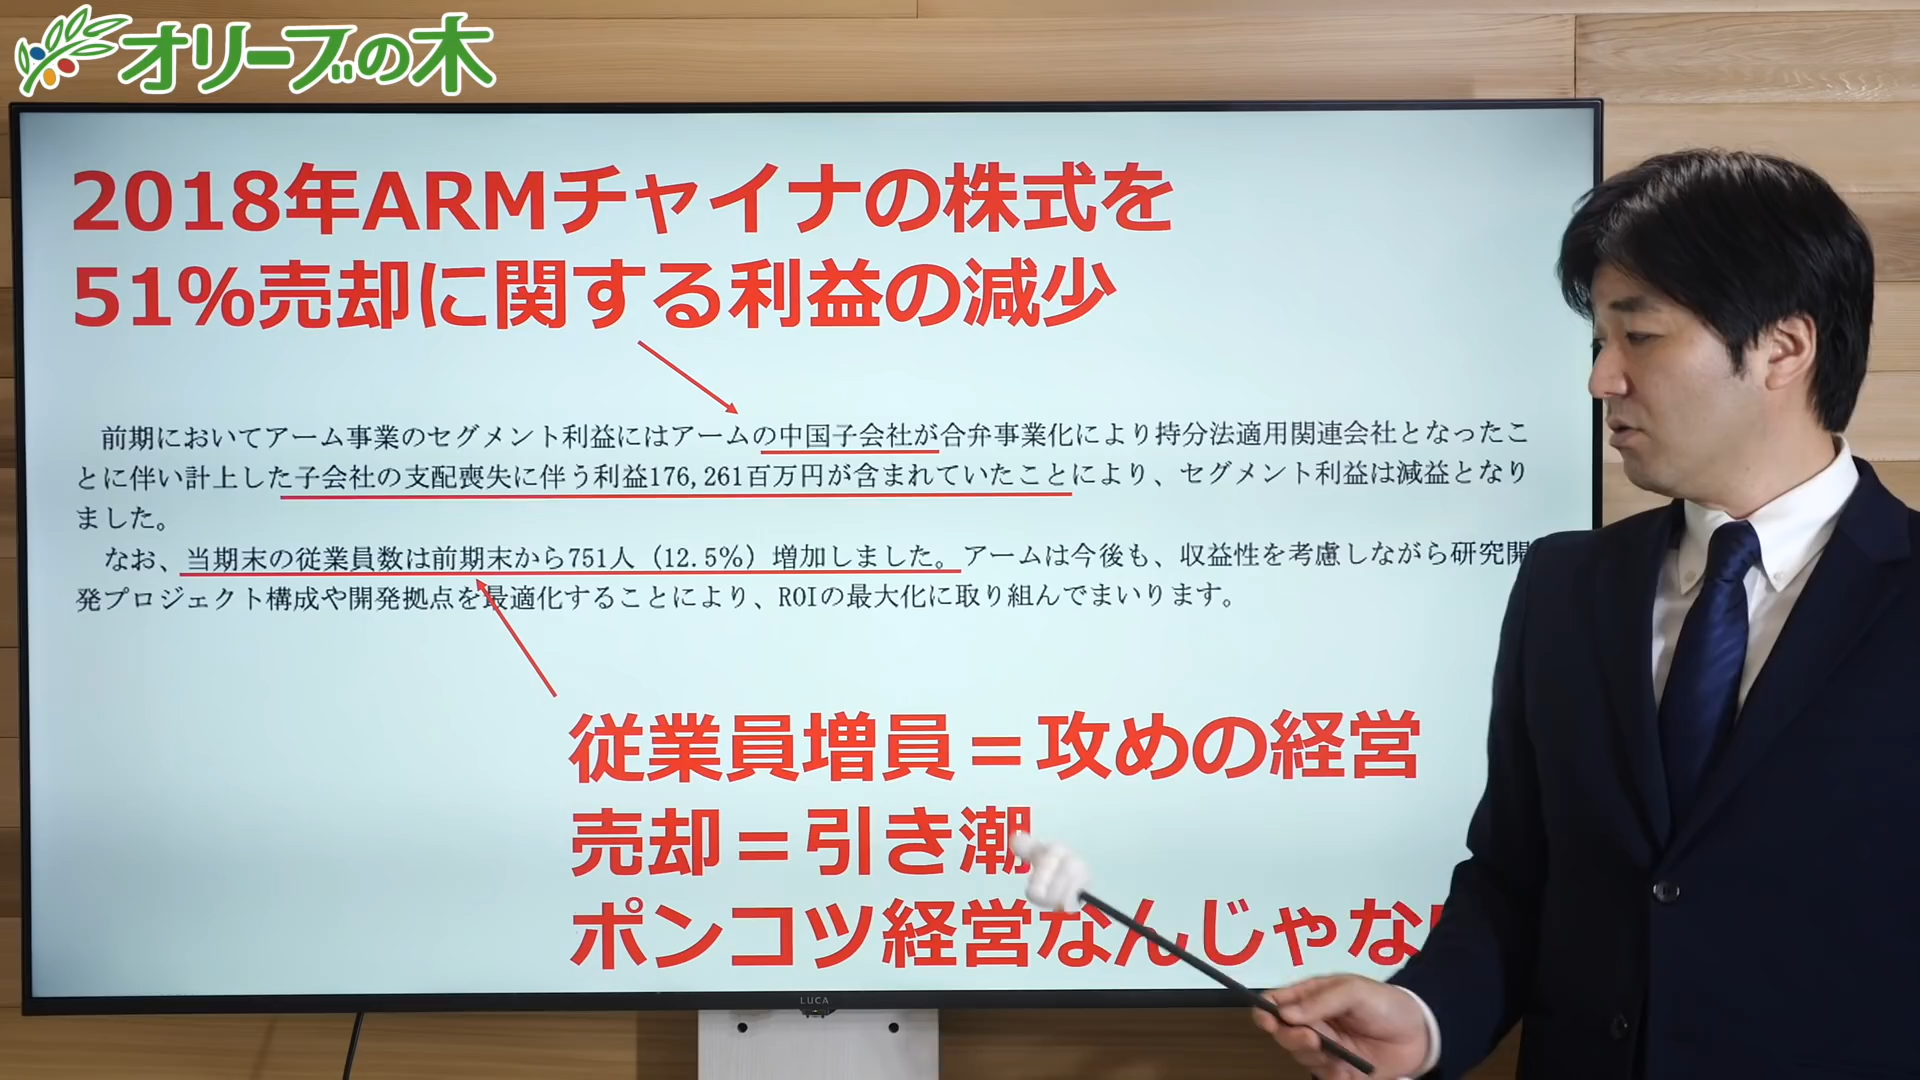 オリーブの木
2018年ARMチャイナの株式を
51%売却に関する利益の減少
前期においてアーム事業のセグメント利益にはアームの中国子会社が合弁事業化により持分法適用関連会社となったこ
とに伴い計上した子会社の支配喪失に伴う利益176,261百万円が含まれていたことにより、セグメント利益は減益となり
ました。
なお、当期末の従業員数は前期末から751人（12.5%）増加しました。アームは今後も、収益性を考慮しながら研究開
発プロジェクト構成や開発拠点を最適化することにより、ROIの最大化に取り組んでまいります。
従業員増員＝攻めの経営
売却＝引き潮
ポンコツ経営なんじゃな
LUCA